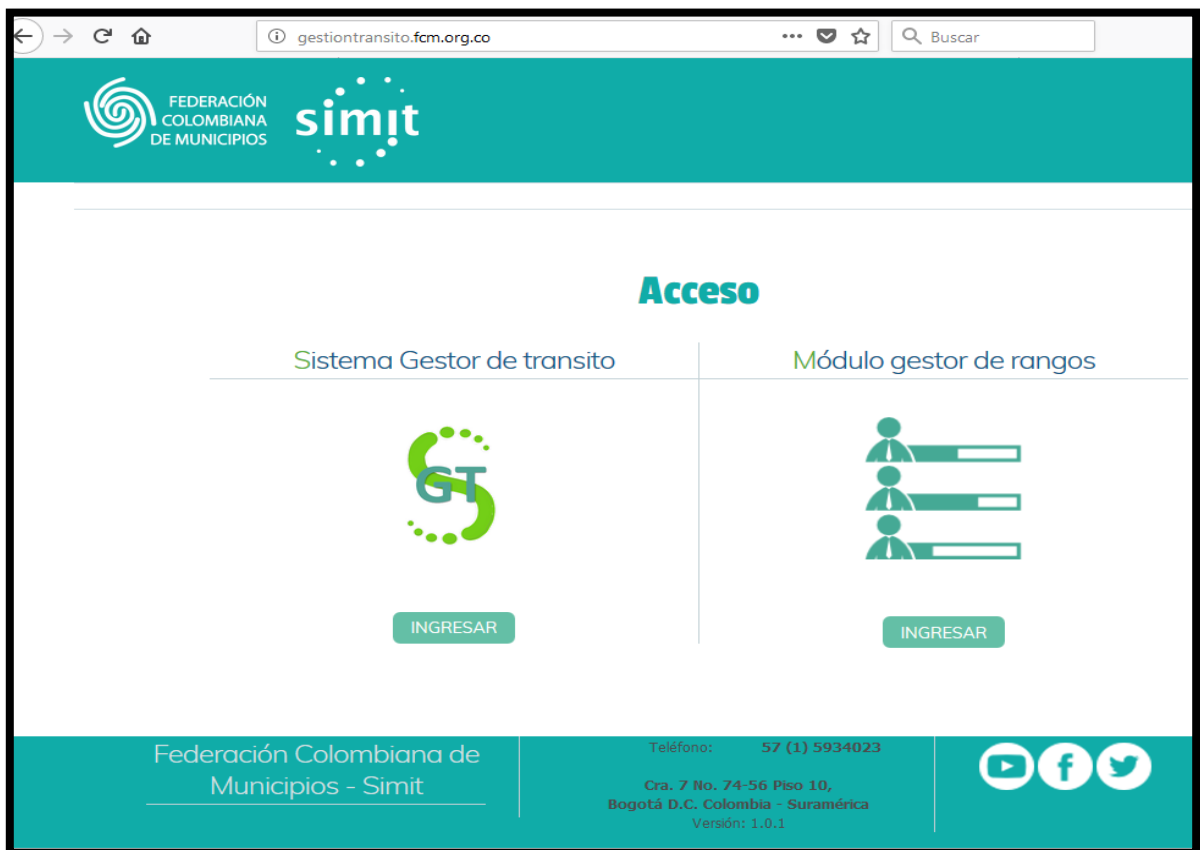 gestiontransito.fcm.org.co
Buscar
FEDERACIÓN
COLOMBIANA
DE MUNICIPIOS
simit
Acceso
Sistema Gestor de transito
Módulo gestor de rangos
GT
INGRESAR
INGRESAR
Federación Colombiana de
Municipios - Simit
Teléfono: 57 (1) 5934023
Cra. 7 No. 74-56 Piso 10,
Bogotá D.C. Colombia - Suramérica
Versión: 1.0.1